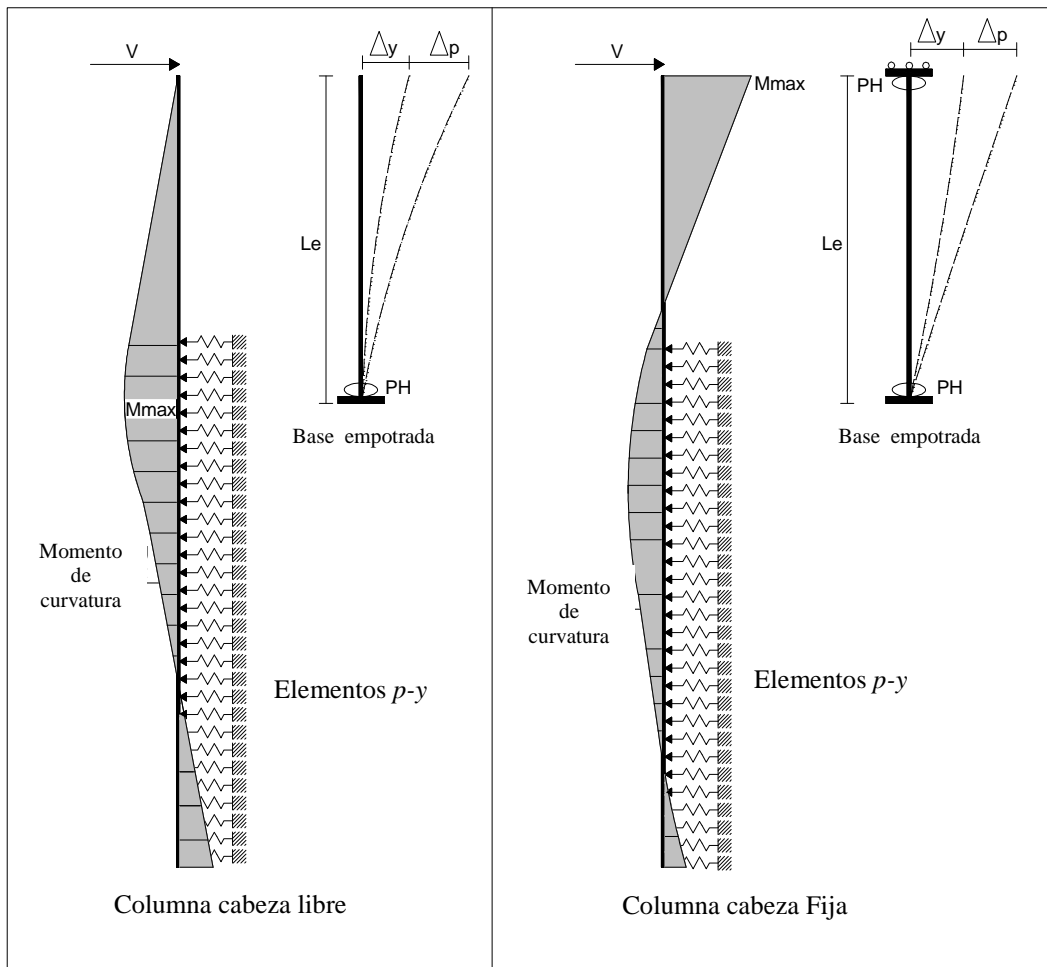 V
Δy
Δp
Le
PH
Base empotrada
Mmax
Momento
de
curvatura
Elementos p-y
Columna cabeza libre
V
Mmax
Δy
Δp
PH
Le
PH
Base empotrada
Momento
de
curvatura
Elementos p-y
Columna cabeza Fija